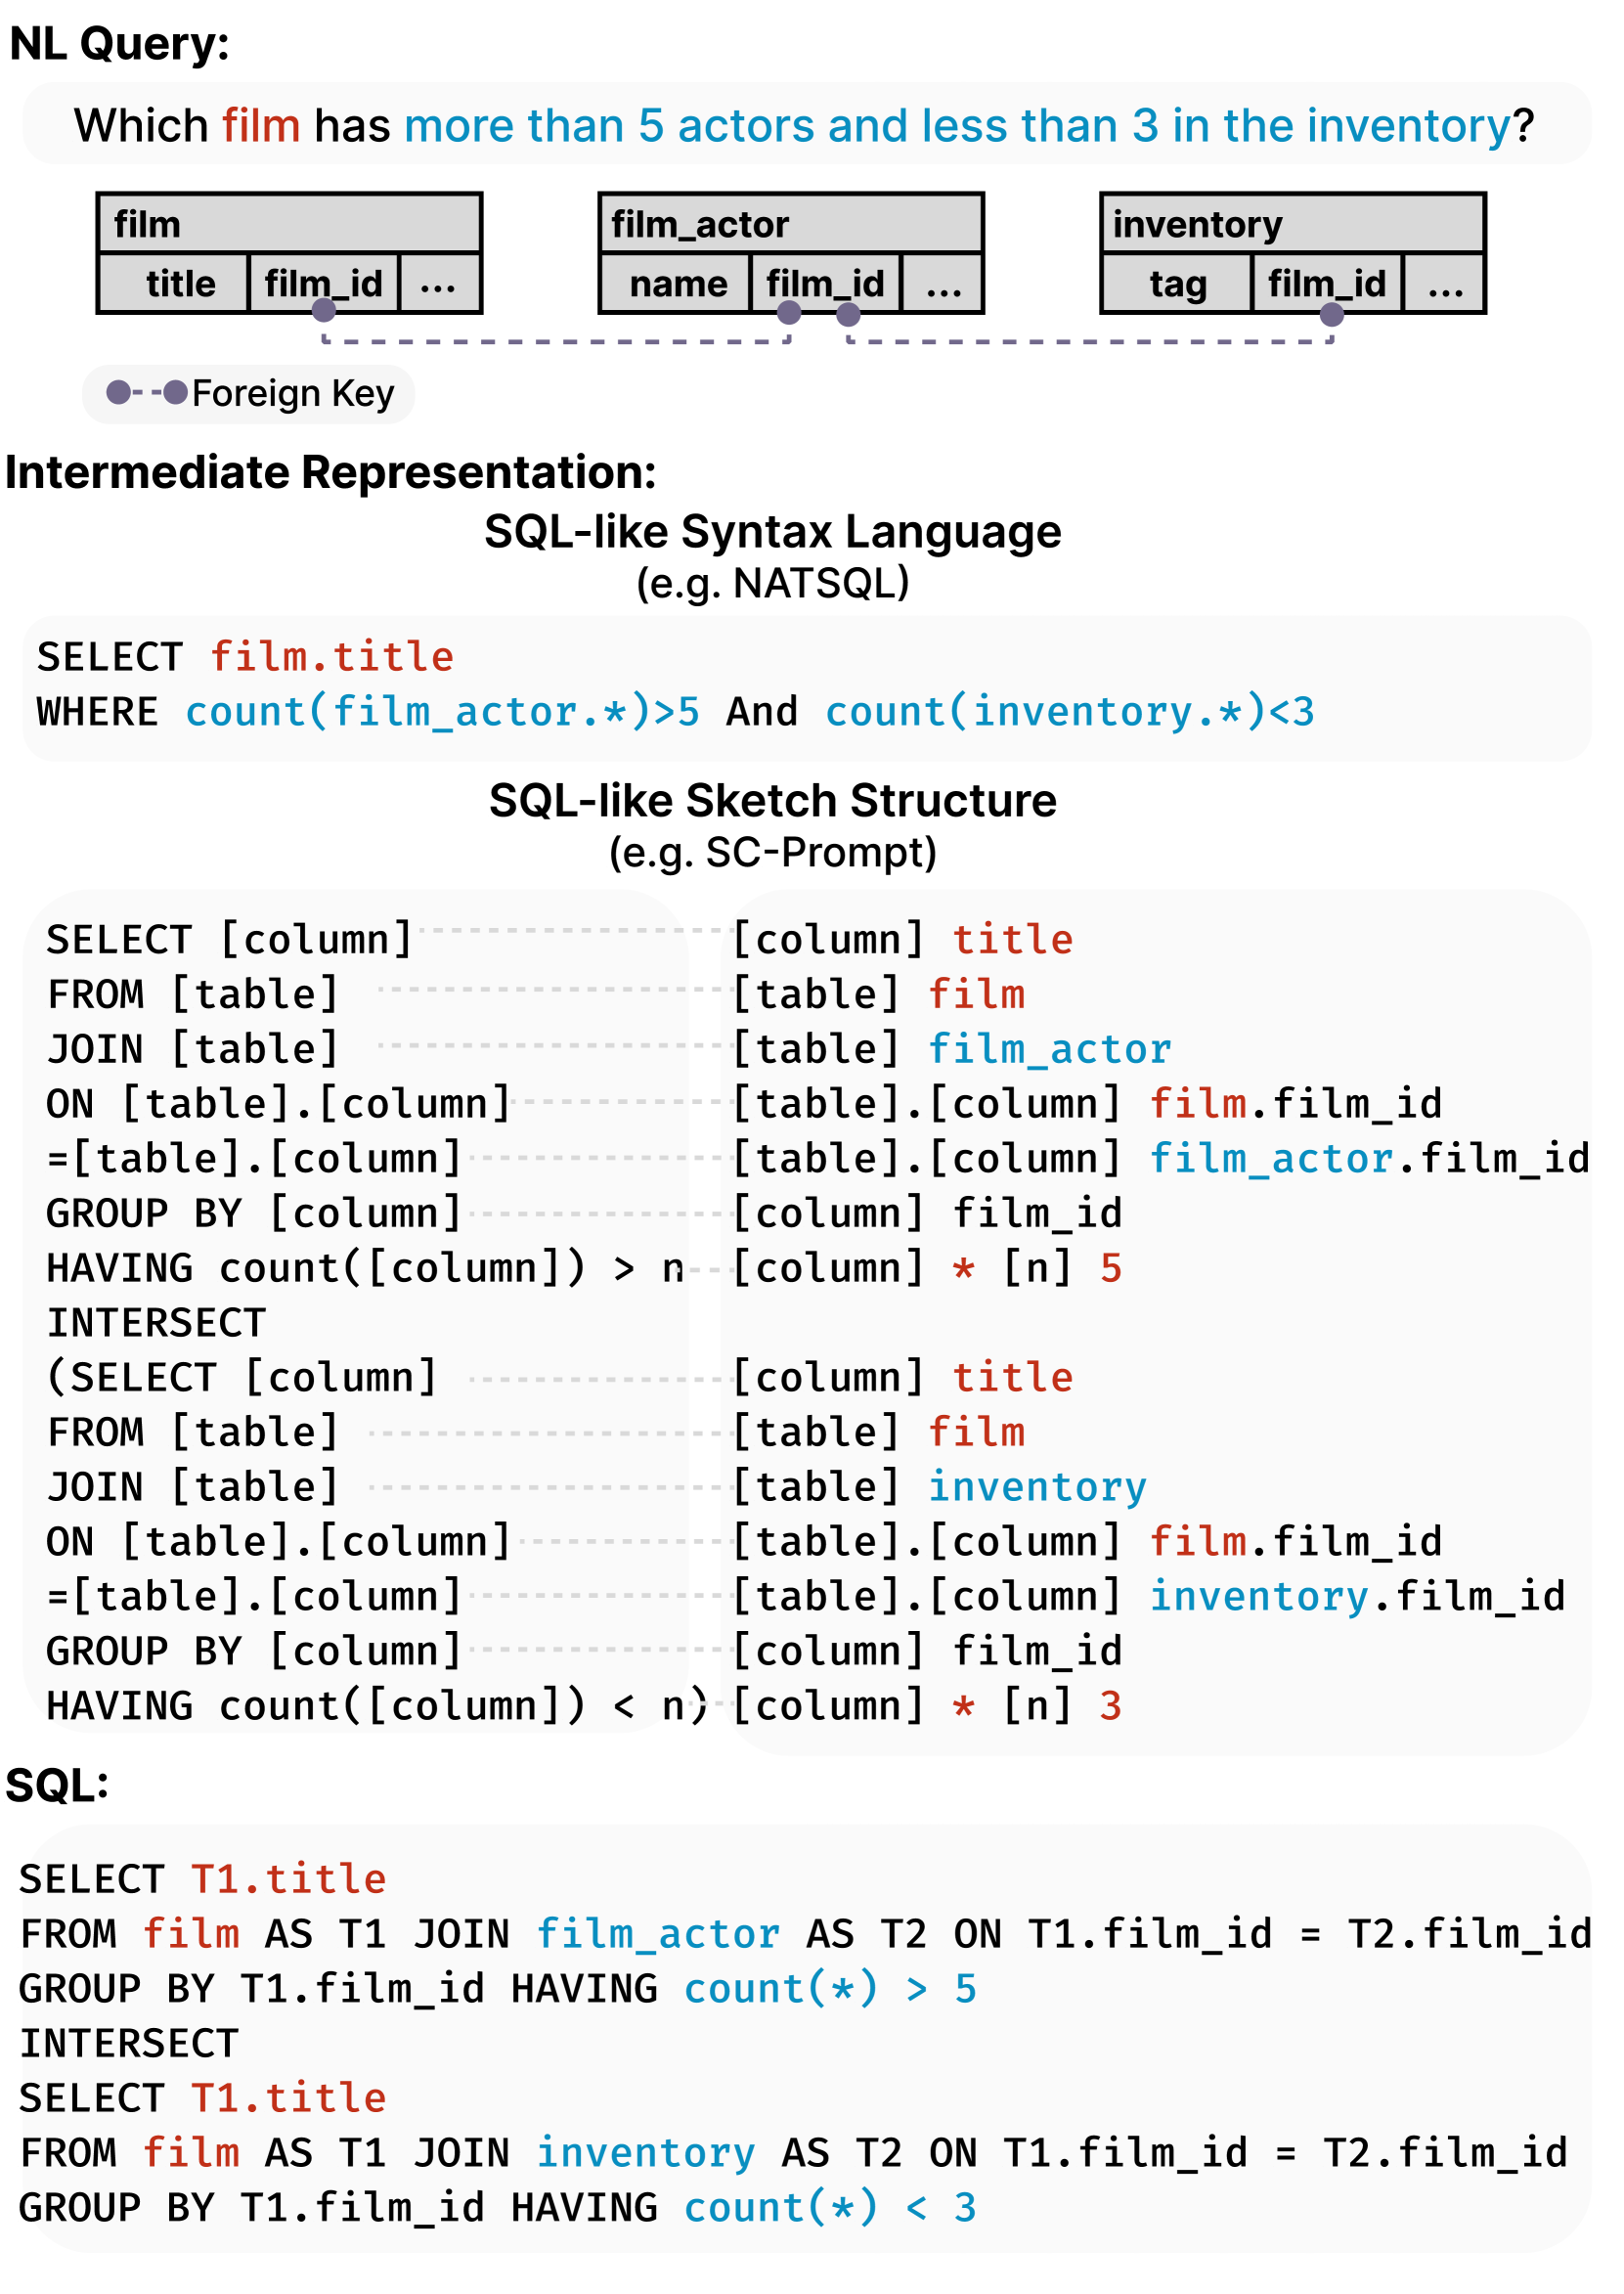 NL Query:
Which film has more than 5 actors and less than 3 in the inventory?
film
title film_id ...
film_actor
name film_id ...
inventory
tag film_id ...
Foreign Key
Intermediate Representation:
SQL-like Syntax Language
(e.g. NATSQL)
SELECT film.title
WHERE count(film_actor.*)>5 And count(inventory.*)<3
SQL-like Sketch Structure
(e.g. SC-Prompt)
SELECT [column] [column] title
FROM [table] [table] film
JOIN [table] [table] film_actor
ON [table].[column] [table].[column] film.film_id
=[table].[column] [table].[column] film_actor.film_id
GROUP BY [column] [column] film_id
HAVING count([column]) > n [column] * [n] 5
INTERSECT
(SELECT [column] [column] title
FROM [table] [table] film
JOIN [table] [table] inventory
ON [table].[column] [table].[column] film.film_id
=[table].[column] [table].[column] inventory.film_id
GROUP BY [column] [column] film_id
HAVING count([column]) < n) [column] * [n] 3
SQL:
SELECT T1.title
FROM film AS T1 JOIN film_actor AS T2 ON T1.film_id = T2.film_id
GROUP BY T1.film_id HAVING count(*) > 5
INTERSECT
SELECT T1.title
FROM film AS T1 JOIN inventory AS T2 ON T1.film_id = T2.film_id
GROUP BY T1.film_id HAVING count(*) < 3